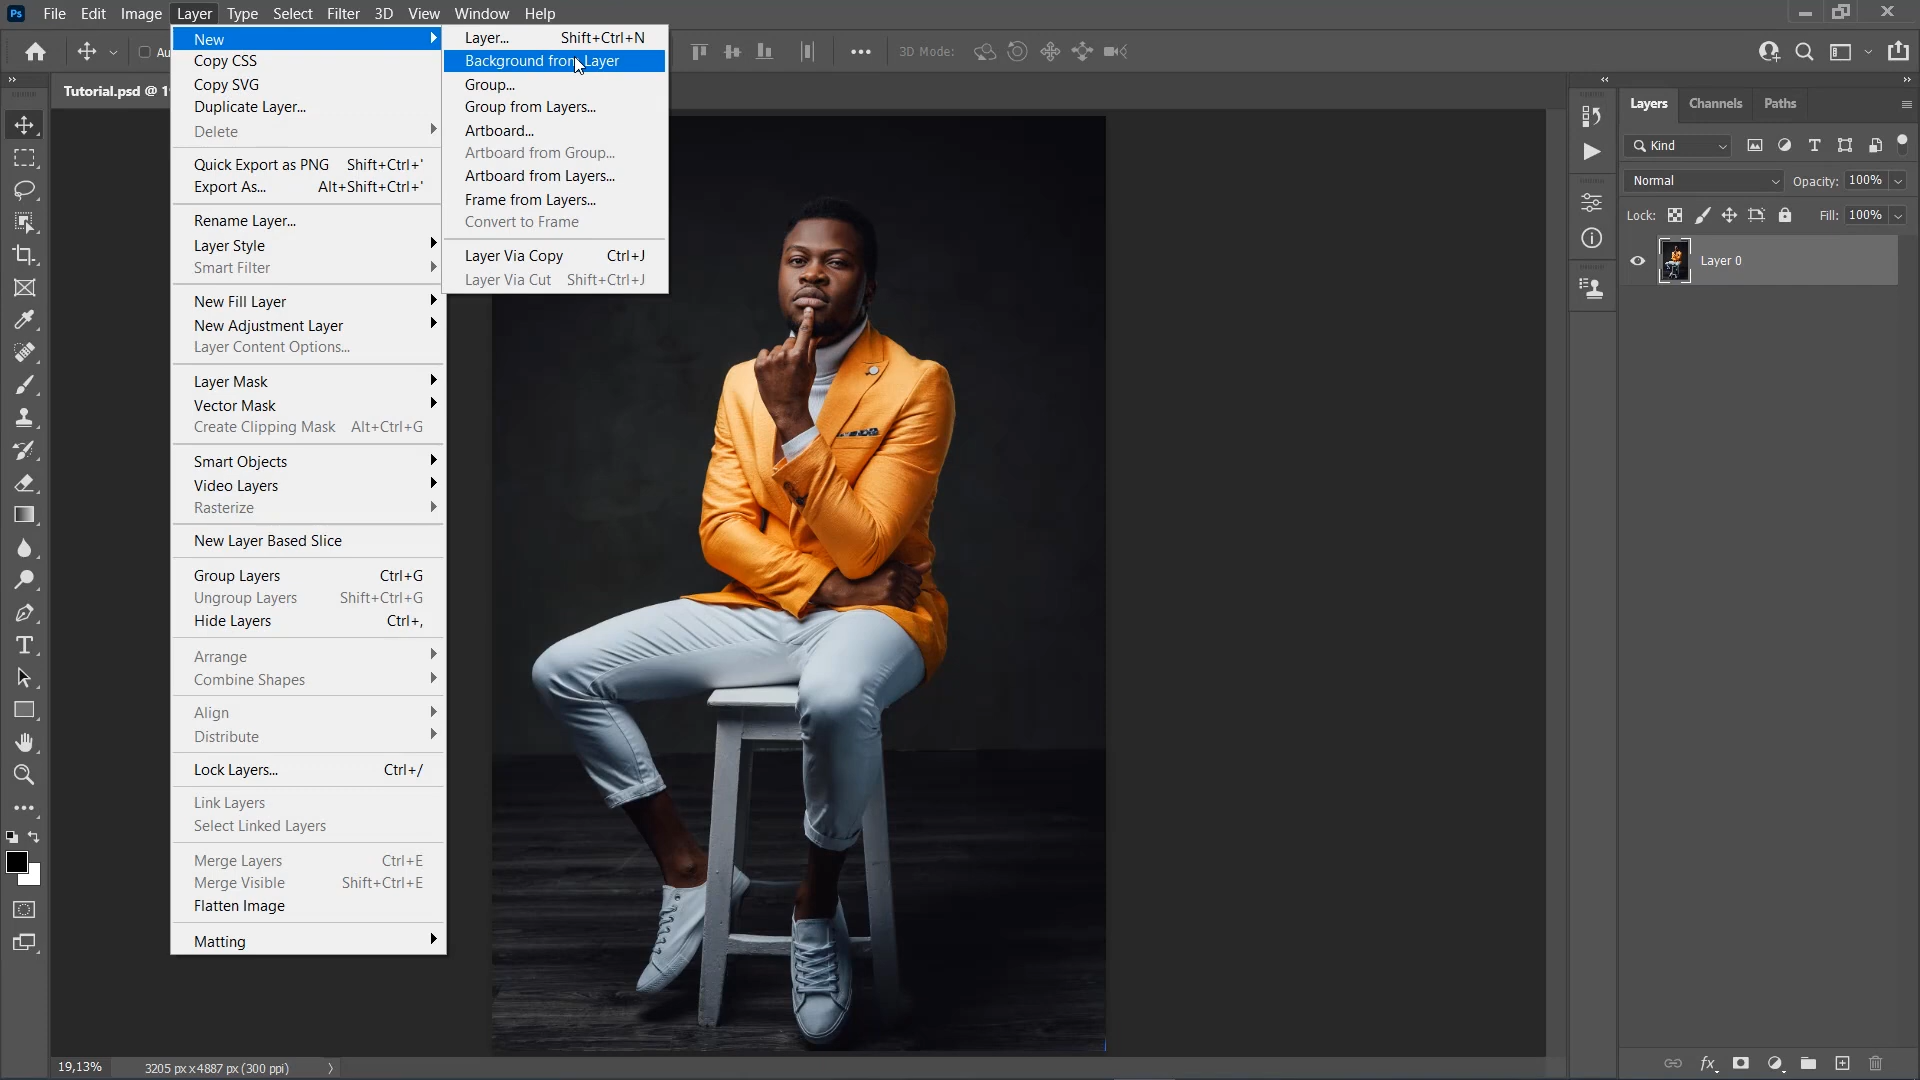 Ps File Edit Image Layer Type Select Filter 3D View Window Help
Au
3D Mode:
Tutorial.psd @ 1
New
Copy CSS
Copy SVG
Duplicate Layer...
Delete
Quick Export as PNG Shift+Ctrl+'
Export As... Alt+Shift+Ctrl+'
Rename Layer...
Layer Style
Smart Filter
New Fill Layer
New Adjustment Layer
Layer Content Options...
Layer Mask
Vector Mask
Create Clipping Mask Alt+Ctrl+G
Smart Objects
Video Layers
Rasterize
New Layer Based Slice
Group Layers Ctrl+G
Ungroup Layers Shift+Ctrl+G
Hide Layers Ctrl+,
Arrange
Combine Shapes
Align
Distribute
Lock Layers... Ctrl+/
Link Layers
Select Linked Layers
Merge Layers Ctrl+E
Merge Visible Shift+Ctrl+E
Flatten Image
Matting
Layer... Shift+Ctrl+N
Background from Layer
Group...
Group from Layers...
Artboard...
Artboard from Group...
Artboard from Layers...
Frame from Layers...
Convert to Frame
Layer Via Copy Ctrl+J
Layer Via Cut Shift+Ctrl+J
Layers Channels Paths
Kind
Normal Opacity: 100%
Lock: Fill: 100%
Layer 0
fx
19,13% 3205 px x 4887 px (300 ppi)